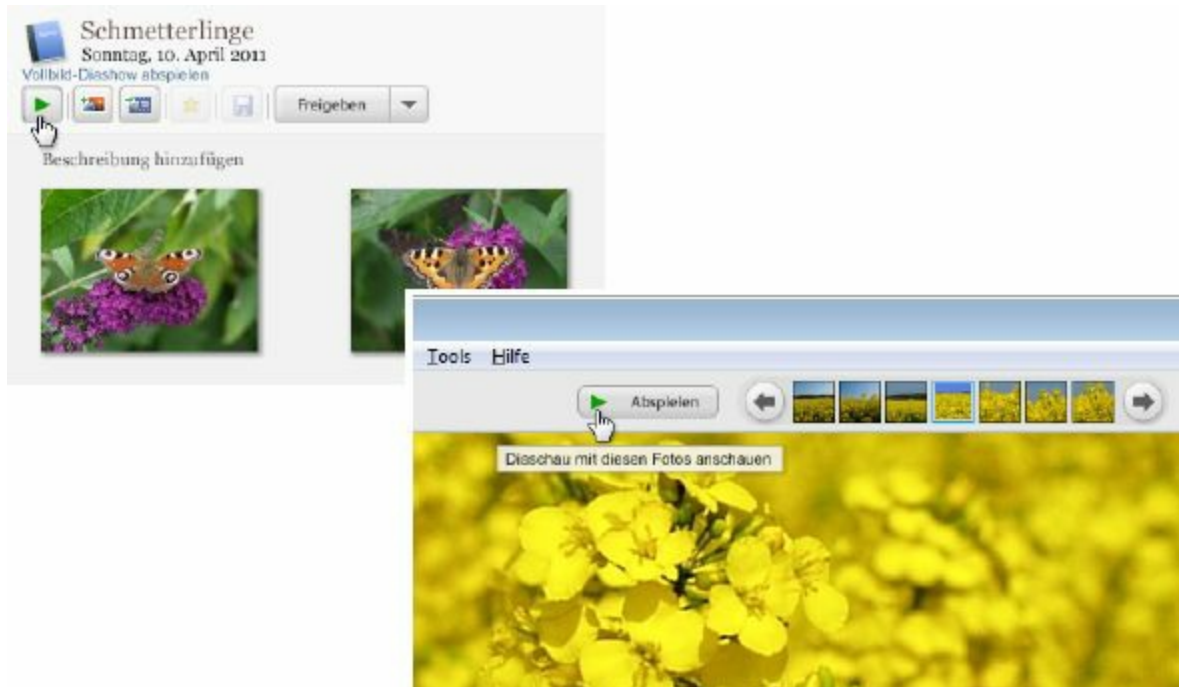 Schmetterlinge
Sonntag, 10. April 2011
Vollbild-Diashow abspielen
Freigeben
Beschreibung hinzufügen
Tools Hilfe
Abspielen
Diaschau mit diesen Fotos anschauen